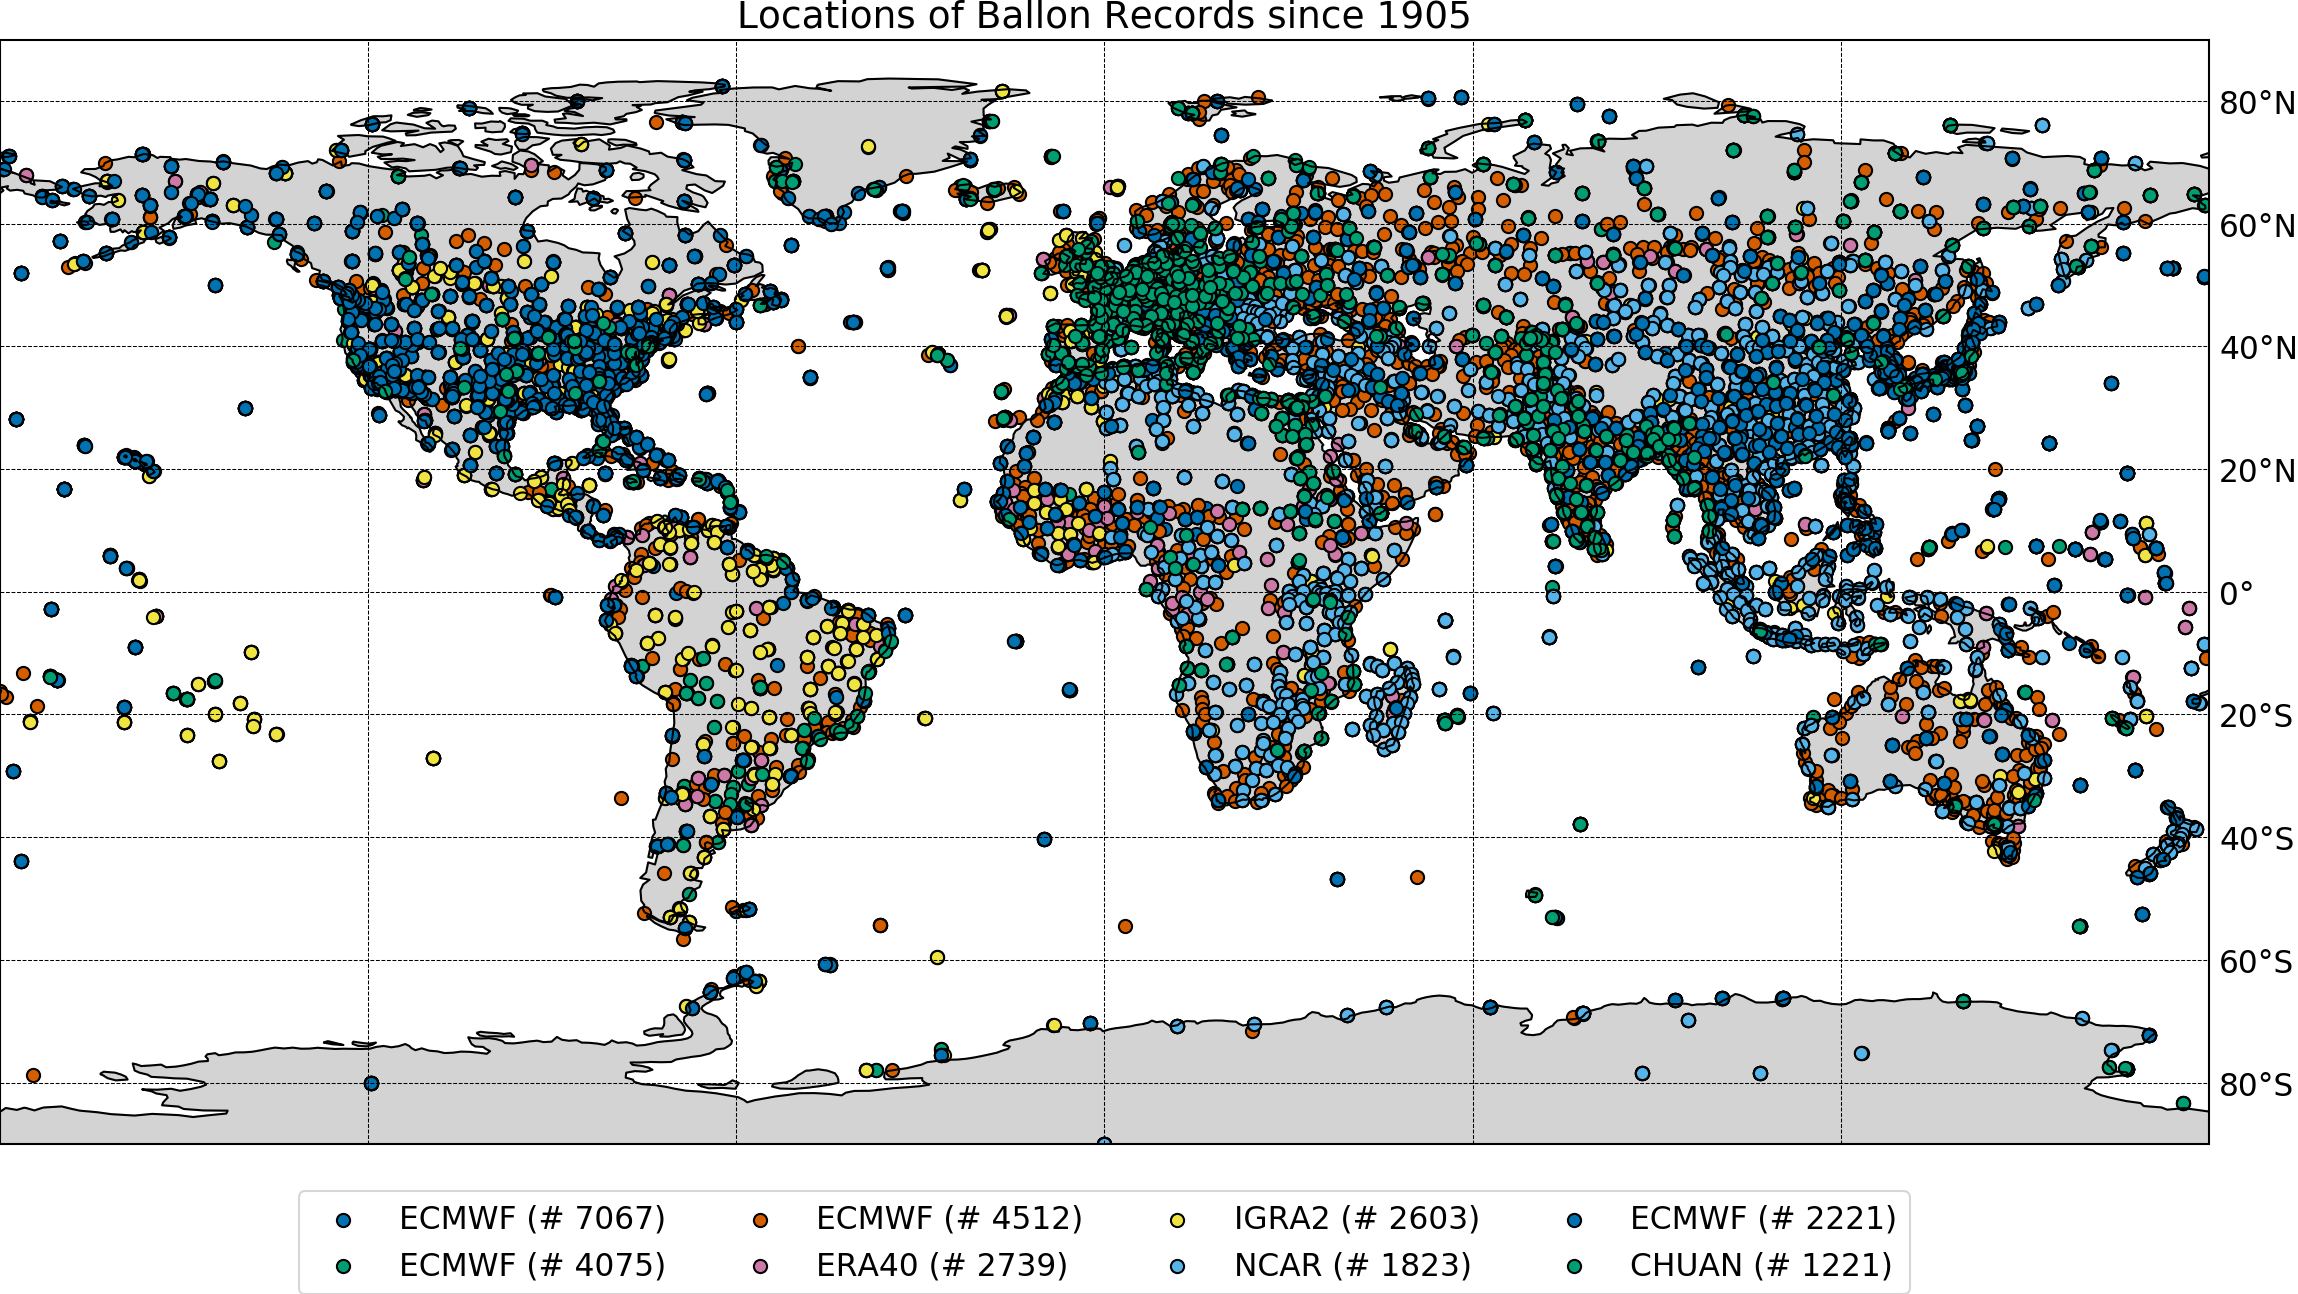 Locations of Ballon Records since 1905
80°N
60°N
40°N
20°N
0°
20°S
40°S
60°S
80°S
ECMWF (# 7067) ECMWF (# 4512) IGRA2 (# 2603) ECMWF (# 2221)
ECMWF (# 4075) ERA40 (# 2739) NCAR (# 1823) CHUAN (# 1221)